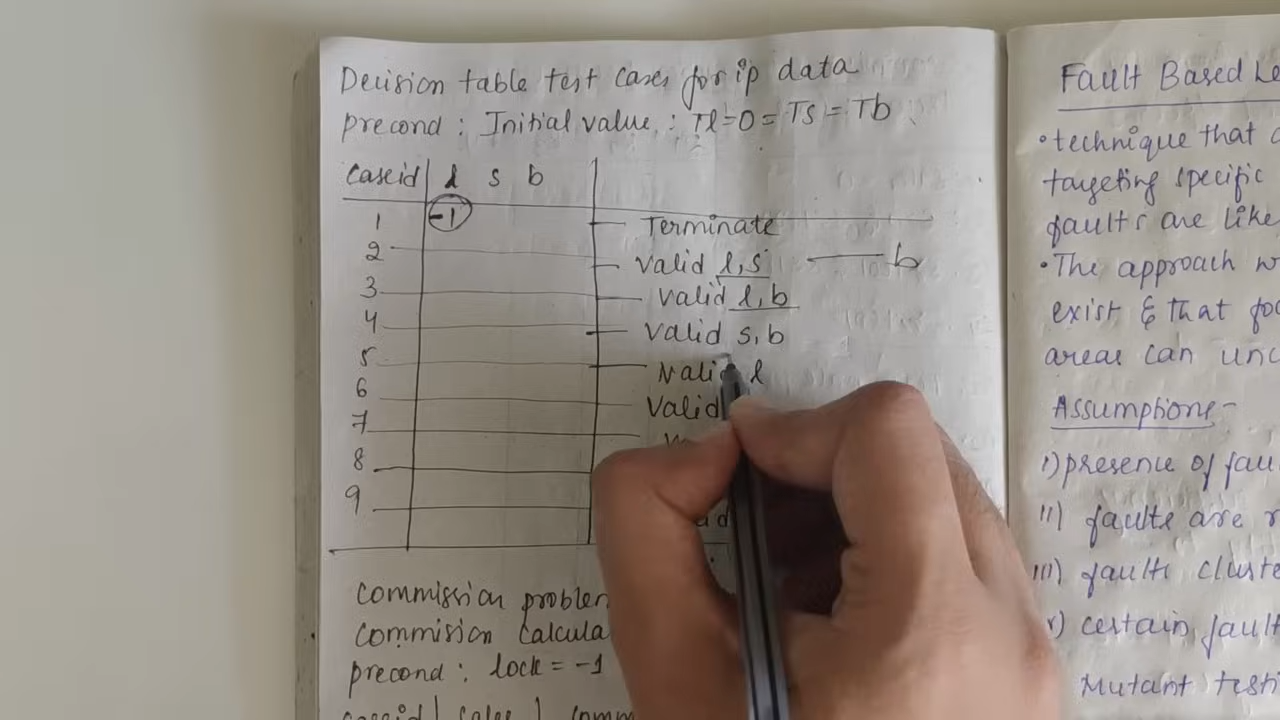 Decision table test cases for ip data
precond : Initial value : Tl=0 = Ts = Tb
Caseid l s b
1 -1 Terminate
2 valid l,s b
3 valid l,b
4 valid s,b
5 valid l
6 valid
7
8
9
Commission problem
Commision calcula
precond : lock = -1
Fault Based Le
• technique that
targeting specific
faults are like
• The approach w
exist & that fo
areas can unc
Assumptions-
i) presence of fau
ii) faults are r
iii) faults cluste
certain fault
Mutant testi